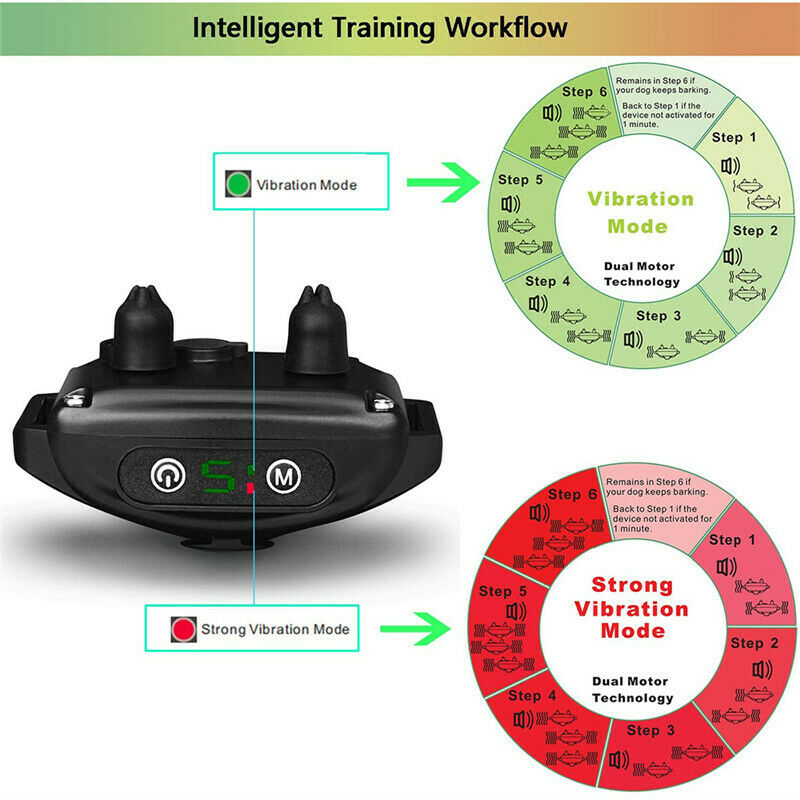 Intelligent Training Workflow
Vibration Mode
Step 6
Remains in Step 6 if
your dog keeps barking.
Back to Step 1 if the
device not activated for
1 minute.
Step 1
Step 5
Vibration
Mode
Step 2
Dual Motor
Technology
Step 4
Step 3
5
M
Step 6
Remains in Step 6 if
your dog keeps barking.
Back to Step 1 if the
device not activated for
1 minute.
Step 1
Step 5
Strong
Vibration
Mode
Strong Vibration Mode
Step 2
Dual Motor
Technology
Step 4
Step 3